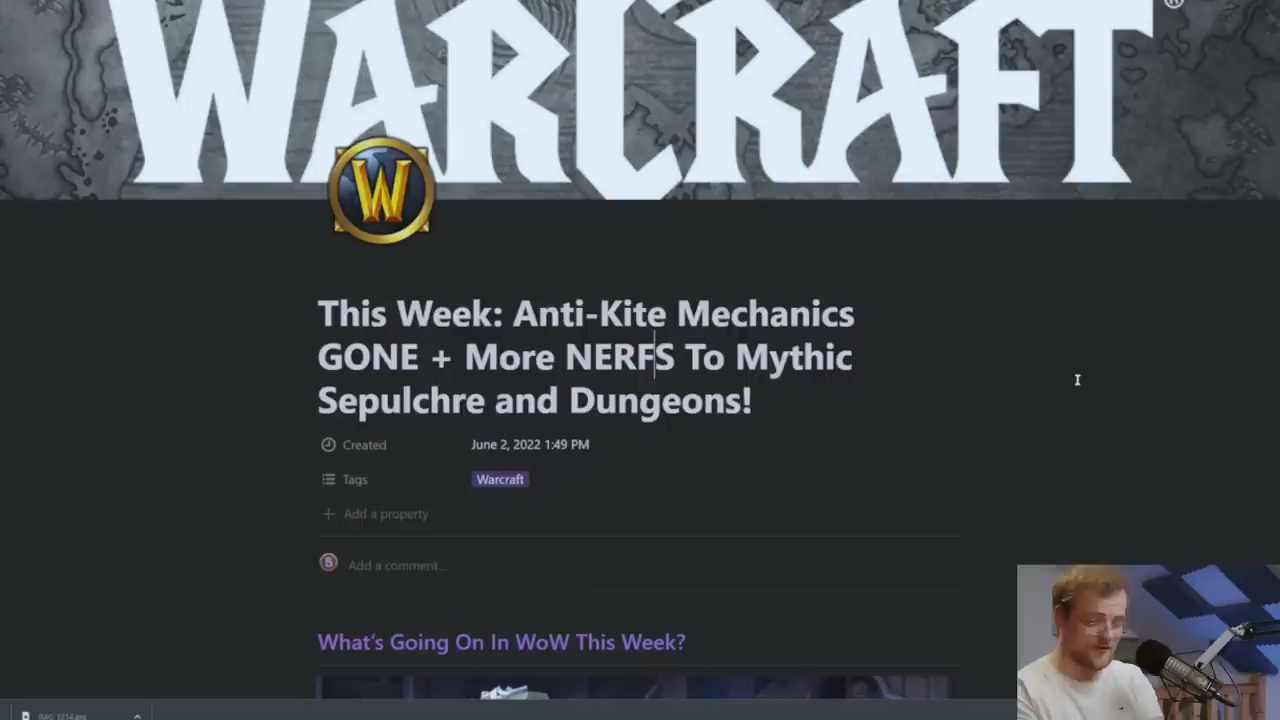 WARCRAFT
®
W
This Week: Anti-Kite Mechanics
GONE + More NERFS To Mythic
Sepulchre and Dungeons!
Created June 2, 2022 1:49 PM
Tags Warcraft
+ Add a property
S Add a comment...
What's Going On In WoW This Week?